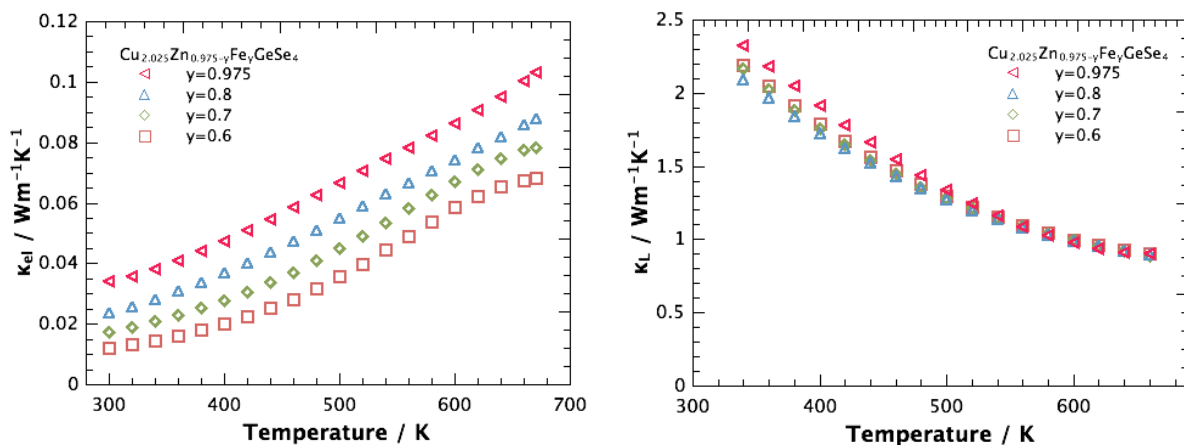 0.12
0.1
0.08
0.06
0.04
0.02
0
κel / Wm⁻¹K⁻¹
Cu2.025Zn0.975-yFeyGeSe4
y=0.975
y=0.8
y=0.7
y=0.6
300 400 500 600 700
Temperature / K
2.5
2
1.5
1
0.5
0
κL / Wm⁻¹K⁻¹
Cu2.025Zn0.975-yFeyGeSe4
y=0.975
y=0.8
y=0.7
y=0.6
300 400 500 600
Temperature / K